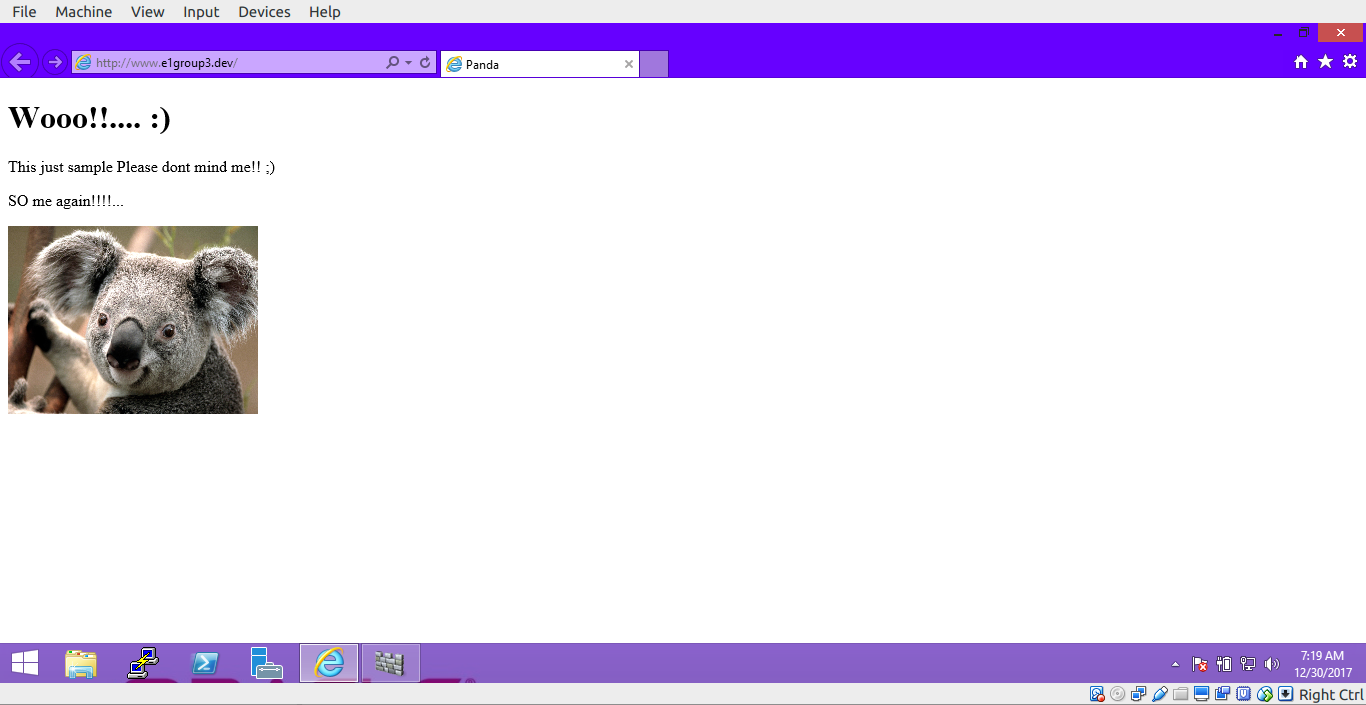 File Machine View Input Devices Help
http://www.e1group3.dev/ Panda
Wooo!!.... :)
This just sample Please dont mind me!! ;)
SO me again!!!!...
7:19 AM
12/30/2017
Right Ctrl